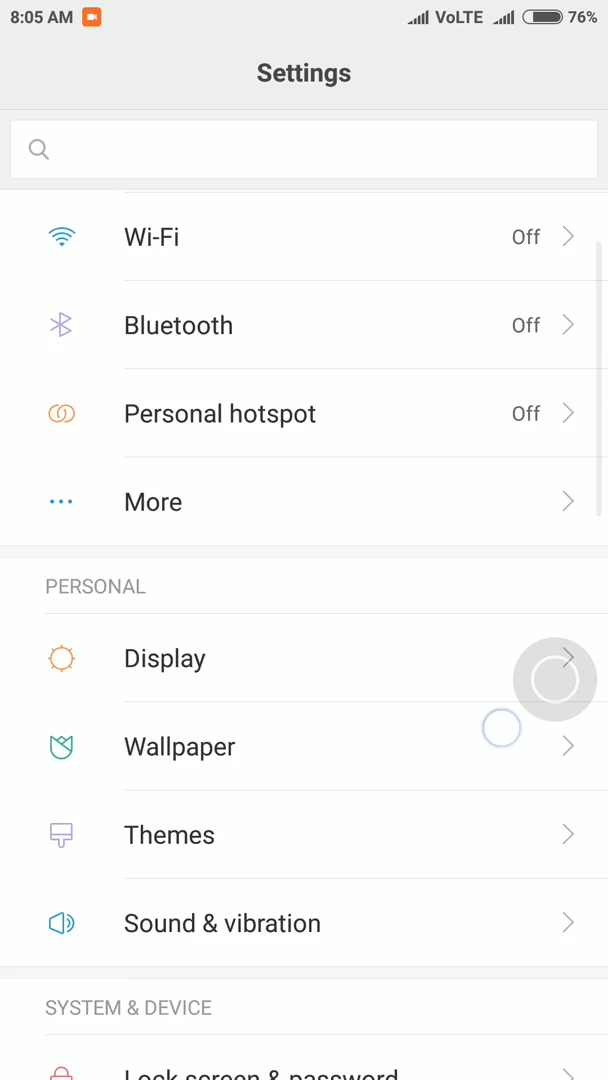 8:05 AM VoLTE 76%
Settings
Wi-Fi Off
Bluetooth Off
Personal hotspot Off
More
PERSONAL
Display
Wallpaper
Themes
Sound & vibration
SYSTEM & DEVICE
Lock screen & password